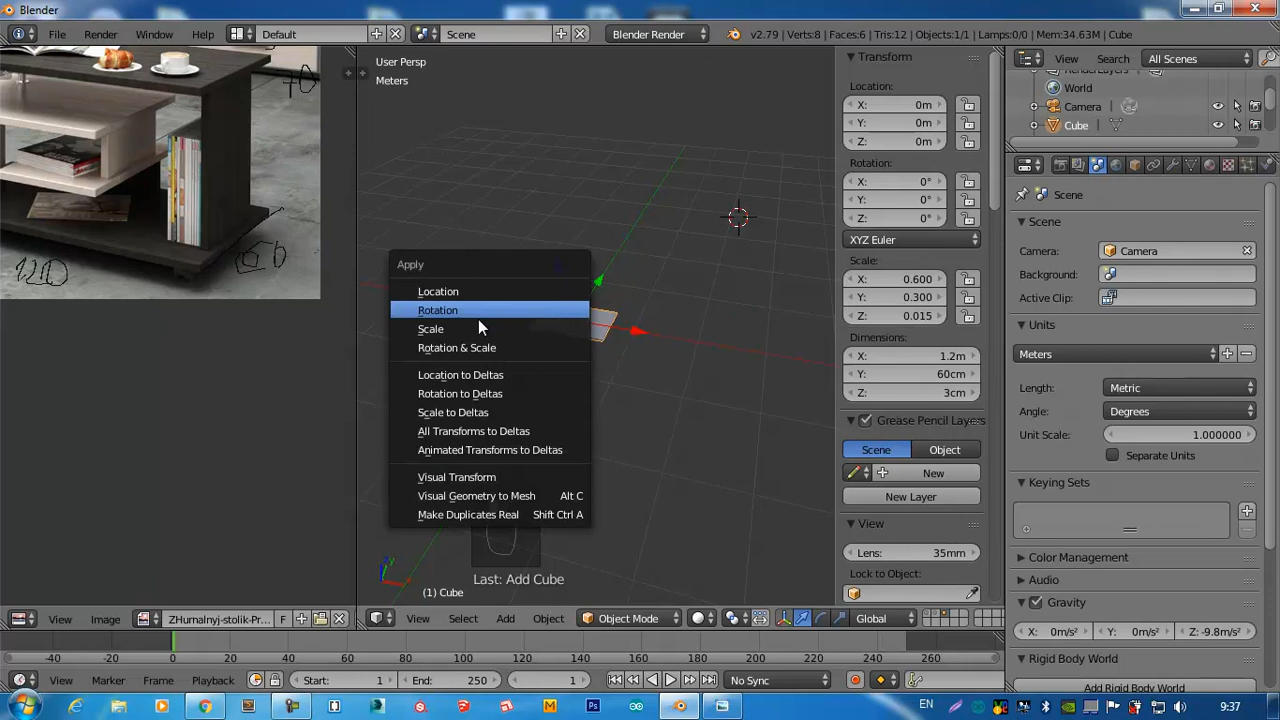 Blender
File
Render
Window
Help
Default
Scene
Blender Render
v2.79 | Verts:8 | Faces:6 | Tris:12 | Objects:1/1 | Lamps:0/0 | Mem:34.63M | Cube
70
120
60
User Persp
Meters
Apply
Location
Rotation
Scale
Rotation & Scale
Location to Deltas
Rotation to Deltas
Scale to Deltas
All Transforms to Deltas
Animated Transforms to Deltas
Visual Transform
Visual Geometry to Mesh Alt C
Make Duplicates Real Shift Ctrl A
Last: Add Cube
(1) Cube
Transform
Location:
X: 0m
Y: 0m
Z: 0m
Rotation:
X: 0°
Y: 0°
Z: 0°
XYZ Euler
Scale:
X: 0.600
Y: 0.300
Z: 0.015
Dimensions:
X: 1.2m
Y: 60cm
Z: 3cm
Grease Pencil Layers
Scene
Object
New
New Layer
View
Lens: 35mm
Lock to Object:
View
Search
All Scenes
RenderLayers
World
Camera
Cube
Scene
Scene
Camera:
Camera
Background:
Active Clip:
Units
Meters
Length:
Metric
Angle:
Degrees
Unit Scale:
1.000000
Separate Units
Keying Sets
Color Management
Audio
Gravity
X: 0m/s²
Y: 0m/s²
Z: -9.8m/s²
Rigid Body World
Add Rigid Body World
View
Image
ZHurnalnyj-stolik-Pr...
F
View
Select
Add
Object
Object Mode
Global
-40 -20 0 20 40 60 80 100 120 140 160 180 200 220 240 260
View
Marker
Frame
Playback
Start: 1
End: 250
1
No Sync
EN
9:37